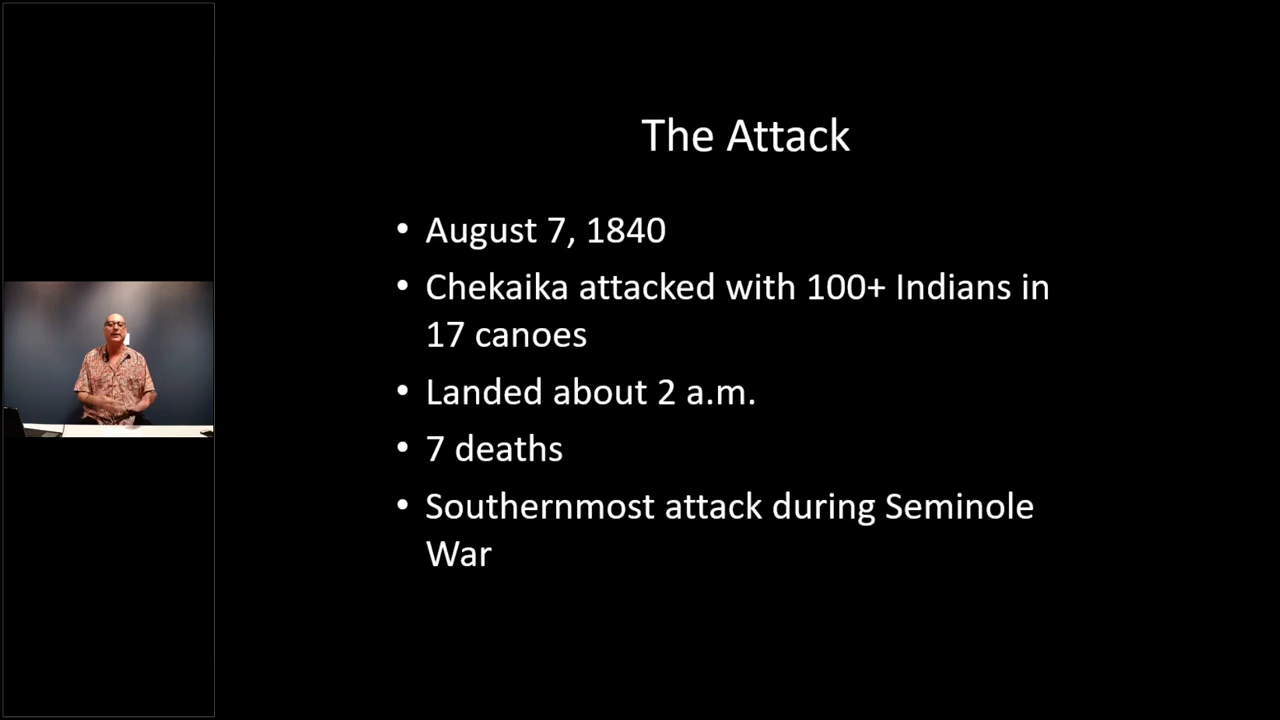 The Attack
• August 7, 1840
• Chekaika attacked with 100+ Indians in
17 canoes
• Landed about 2 a.m.
• 7 deaths
• Southernmost attack during Seminole
War